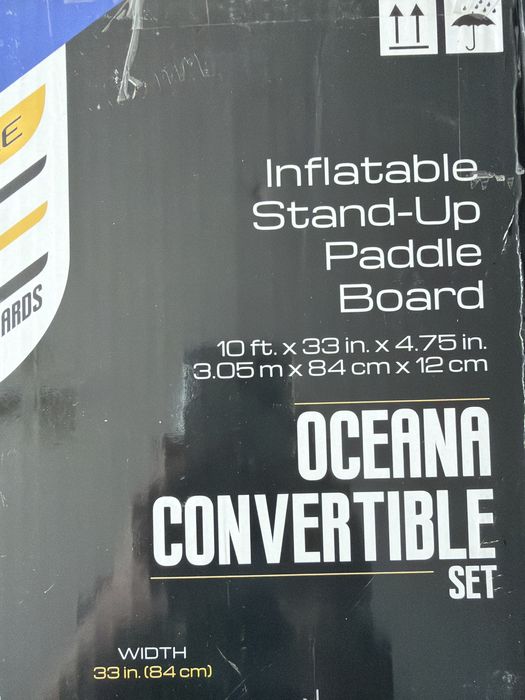 E
ARDS
Inflatable
Stand-Up
Paddle
Board
10 ft. x 33 in. x 4.75 in.
3.05 m x 84 cm x 12 cm
OCEANA
CONVERTIBLE
SET
WIDTH
33 in. (84 cm)